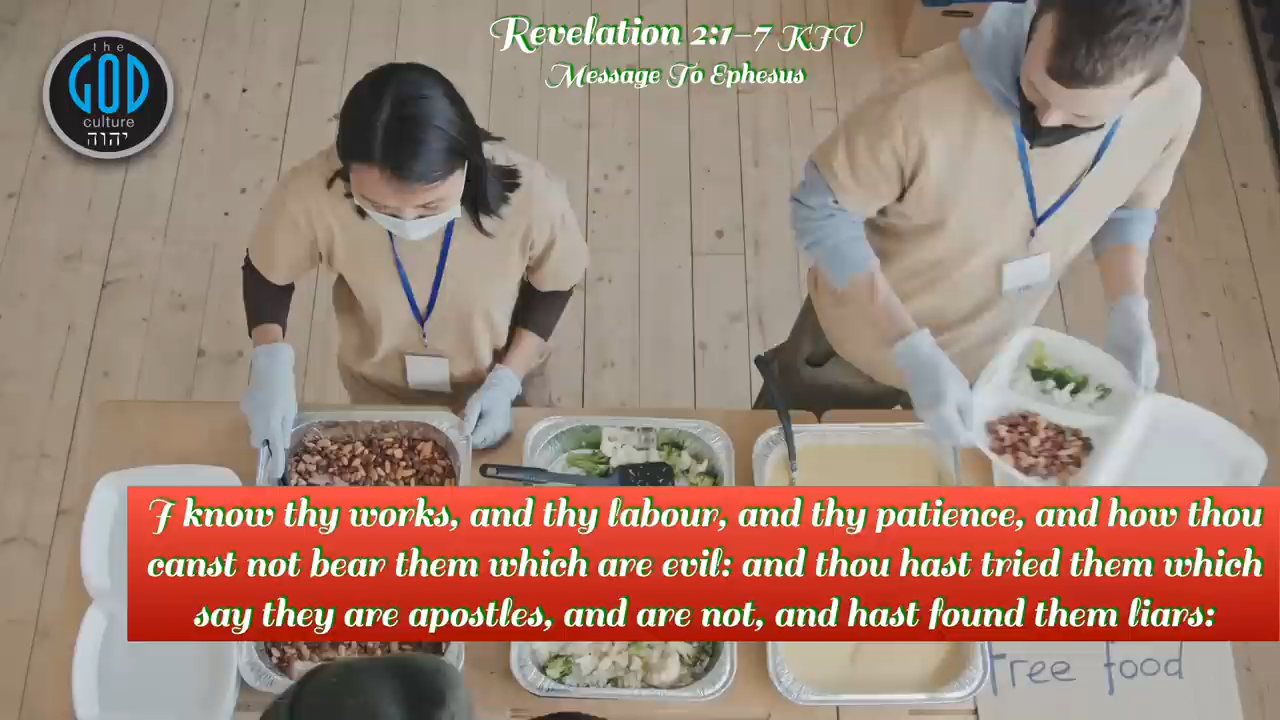 Revelation 2:1-7 KJV
Message To Ephesus
the
GOD
culture
יהוה
I know thy works, and thy labour, and thy patience, and how thou
canst not bear them which are evil: and thou hast tried them which
say they are apostles, and are not, and hast found them liars:
free food